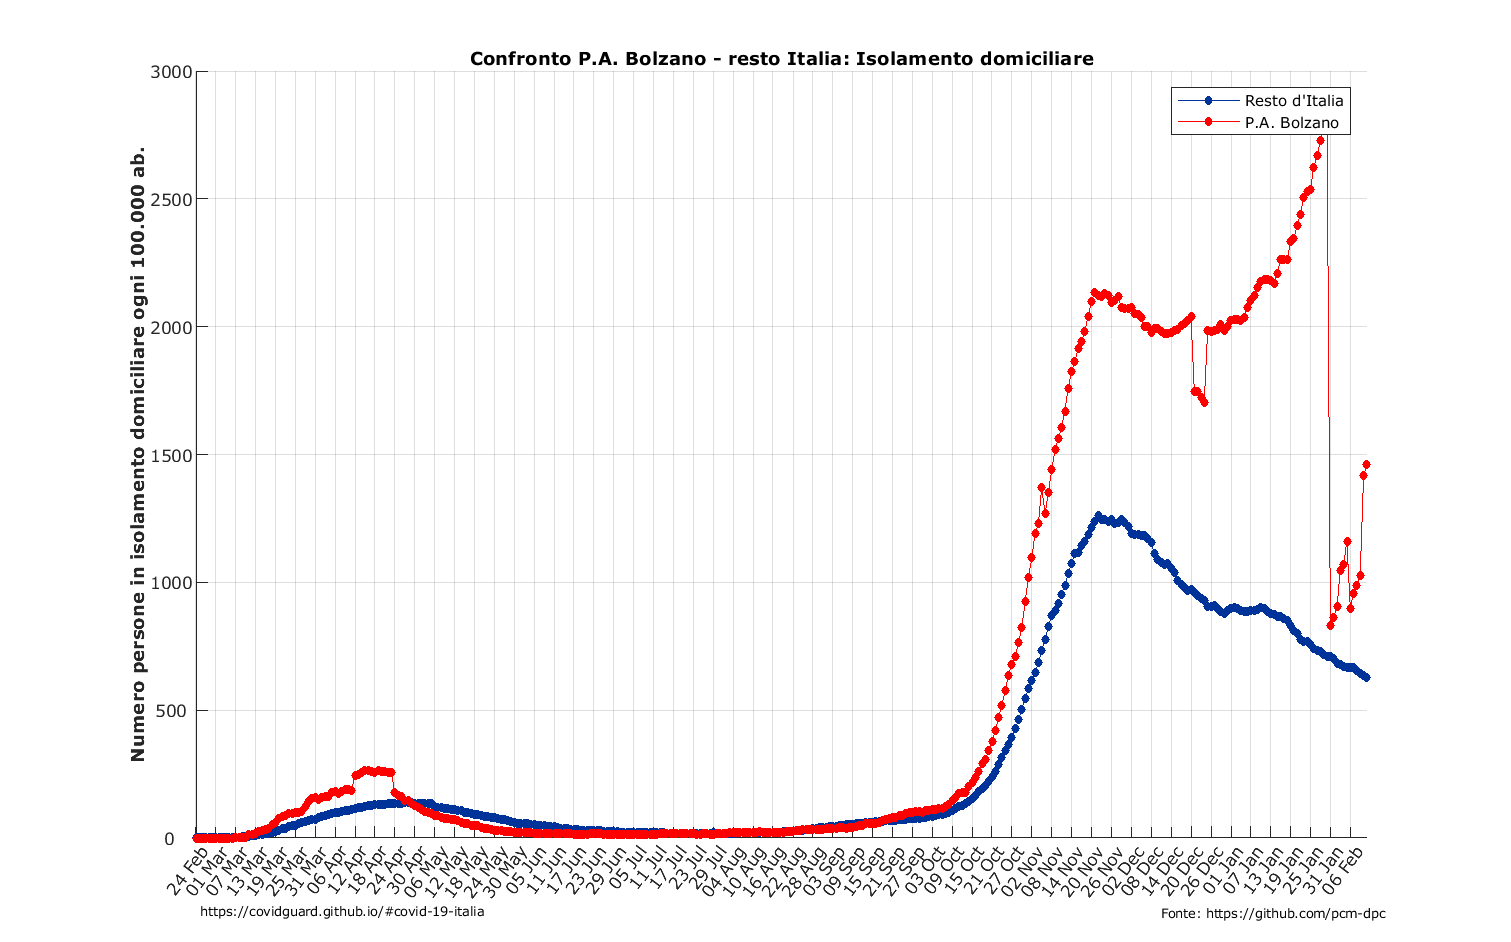 Confronto P.A. Bolzano - resto Italia: Isolamento domiciliare
Resto d'Italia
P.A. Bolzano
Numero persone in isolamento domiciliare ogni 100.000 ab.
3000
2500
2000
1500
1000
500
0
24 Feb
01 Mar
07 Mar
13 Mar
19 Mar
25 Mar
31 Mar
06 Apr
12 Apr
18 Apr
24 Apr
30 Apr
06 May
12 May
18 May
24 May
30 May
05 Jun
11 Jun
17 Jun
23 Jun
29 Jun
05 Jul
11 Jul
17 Jul
23 Jul
29 Jul
04 Aug
10 Aug
16 Aug
22 Aug
28 Aug
03 Sep
09 Sep
15 Sep
21 Sep
27 Sep
03 Oct
09 Oct
15 Oct
21 Oct
27 Oct
02 Nov
08 Nov
14 Nov
20 Nov
26 Nov
02 Dec
08 Dec
14 Dec
20 Dec
26 Dec
01 Jan
07 Jan
13 Jan
19 Jan
25 Jan
31 Jan
06 Feb
https://covidguard.github.io/#covid-19-italia
Fonte: https://github.com/pcm-dpc